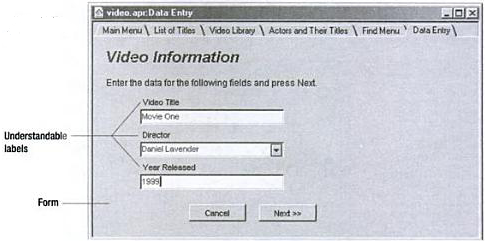 video.apr:Data Entry
Main Menu \ List of Titles \ Video Library \ Actors and Their Titles \ Find Menu \ Data Entry
Video Information
Enter the data for the following fields and press Next.
Video Title
Movie One
Understandable labels
Director
Daniel Lavender
Year Released
1999
Form
Cancel
Next >>